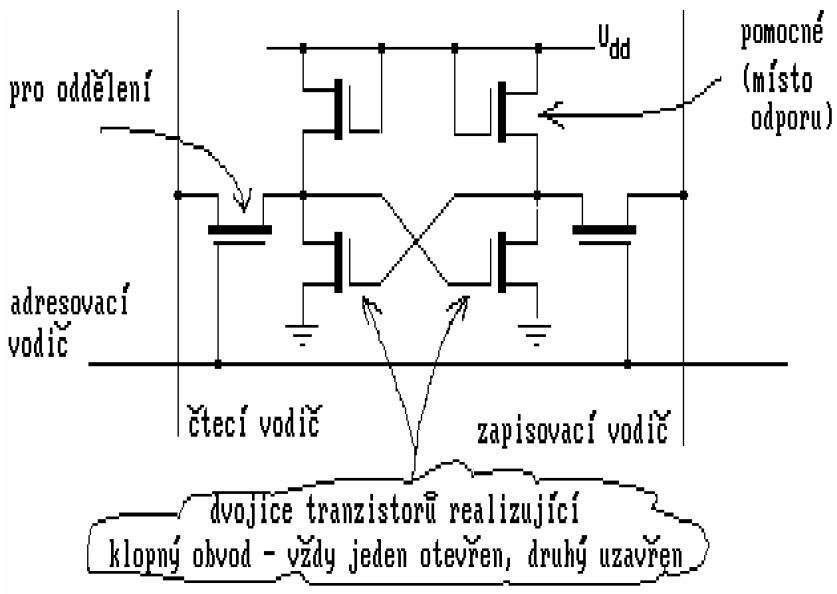 U_dd
pomocné
(místo
odporu)
pro oddělení
adresovací
vodič
čtecí vodič
zapisovací vodič
dvojice tranzistorů realizující
klopný obvod – vždy jeden otevřen, druhý uzavřen